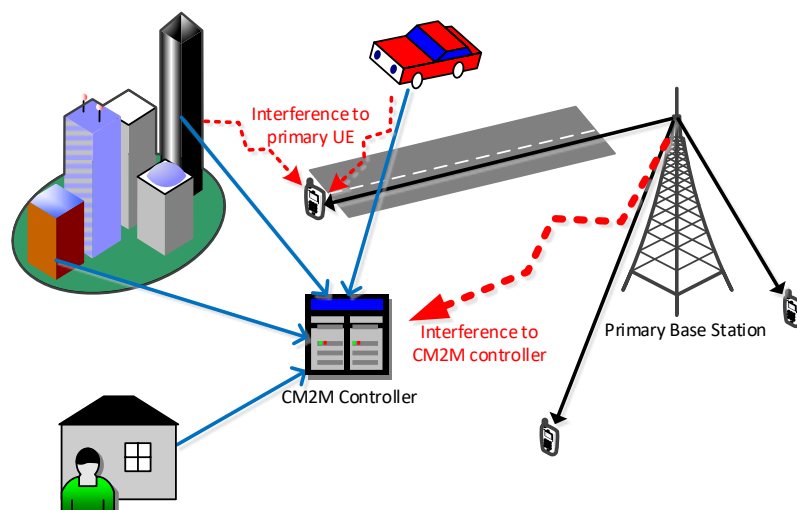 Interference to
primary UE
Primary Base Station
Interference to
CM2M controller
CM2M Controller